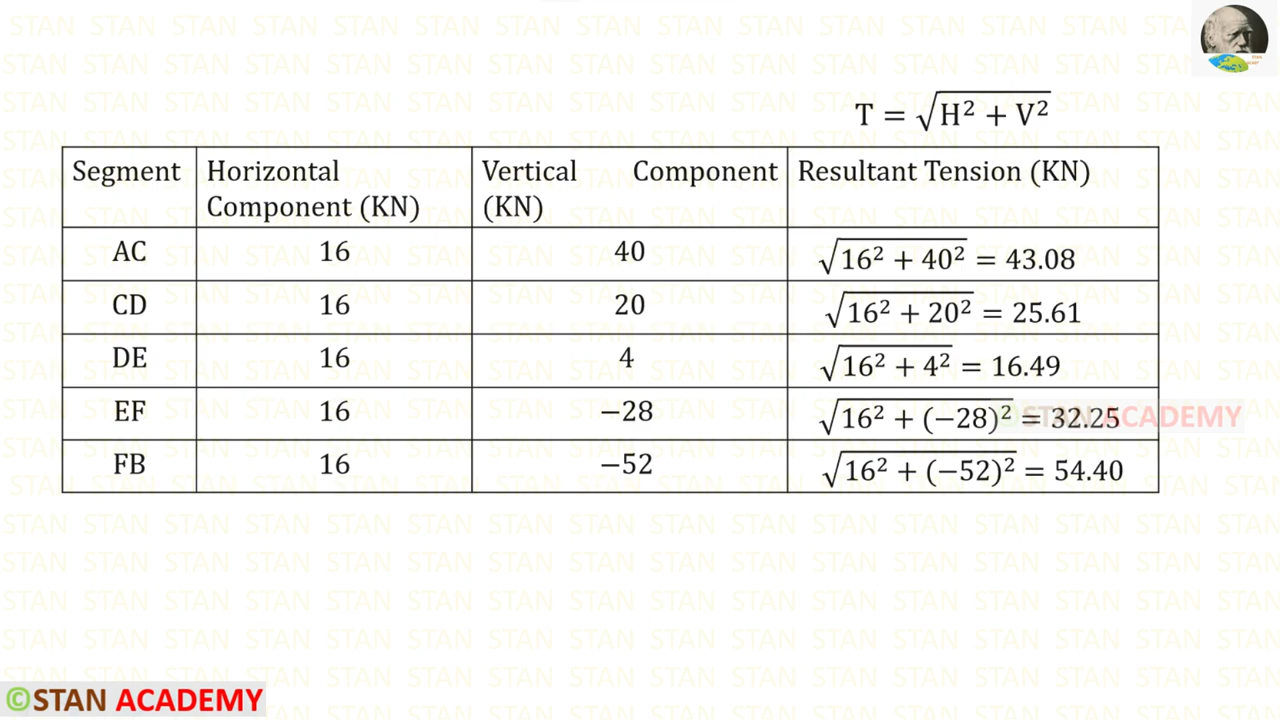 T = √H² + V²
Segment Horizontal Component (KN) Vertical Component (KN) Resultant Tension (KN)
AC 16 40 √16² + 40² = 43.08
CD 16 20 √16² + 20² = 25.61
DE 16 4 √16² + 4² = 16.49
EF 16 −28 √16² + (−28)² = 32.25
©STAN ACADEMY
FB 16 −52 √16² + (−52)² = 54.40
©STAN ACADEMY